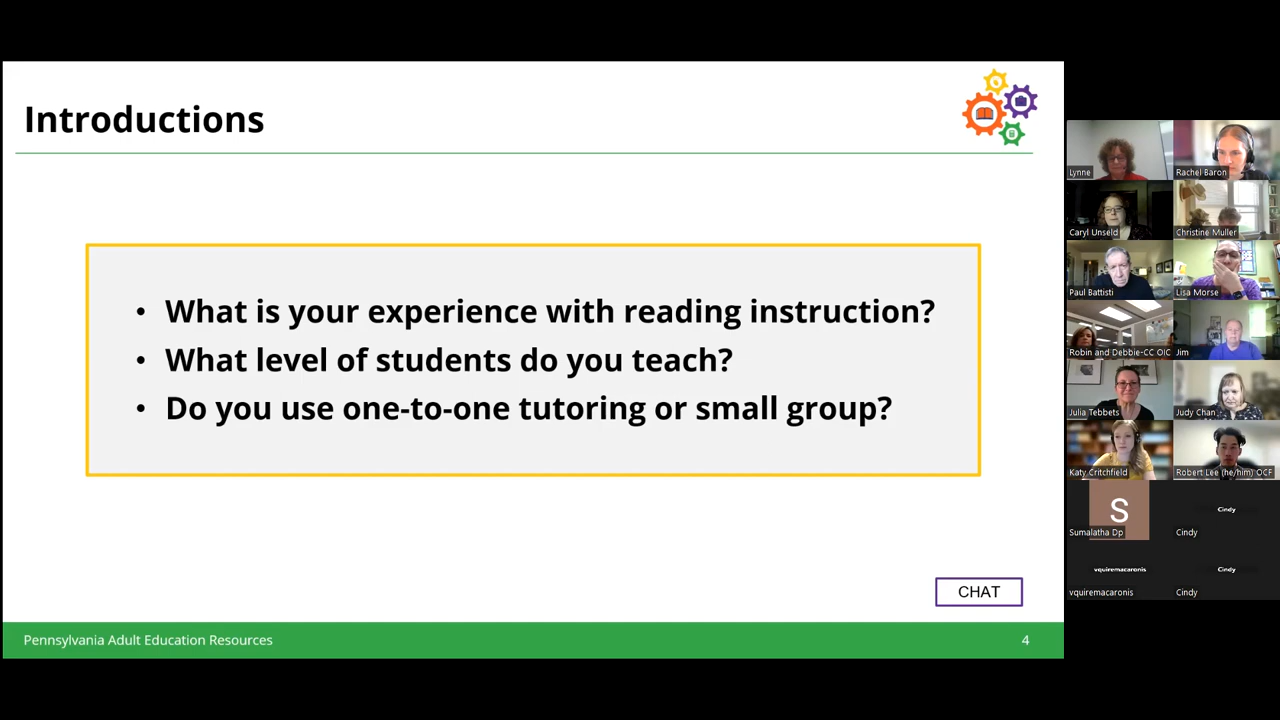 Introductions
• What is your experience with reading instruction?
• What level of students do you teach?
• Do you use one-to-one tutoring or small group?
CHAT
Pennsylvania Adult Education Resources
4
Lynne
Rachel Baron
Caryl Unseld
Christine Muller
Paul Battisti
Lisa Morse
Robin and Debbie-CC OIC
Jim
Julia Tebbets
Judy Chan
Katy Critchfield
Robert Lee (he/him) OCF
S
Sumalatha Dp
Cindy
Cindy
vquiremacaronis
vquiremacaronis
Cindy
Cindy